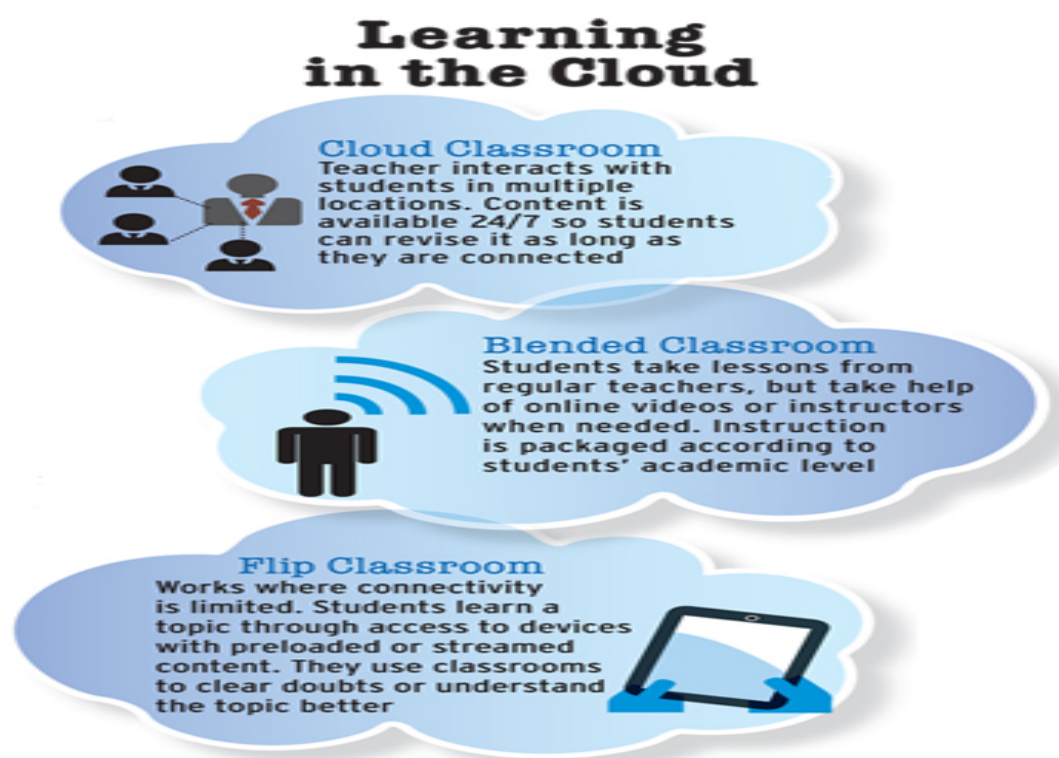 Learning
in the Cloud
Cloud Classroom
Teacher interacts with
students in multiple
locations. Content is
available 24/7 so students
can revise it as long as
they are connected
Blended Classroom
Students take lessons from
regular teachers, but take help
of online videos or instructors
when needed. Instruction
is packaged according to
students' academic level
Flip Classroom
Works where connectivity
is limited. Students learn a
topic through access to devices
with preloaded or streamed
content. They use classrooms
to clear doubts or understand
the topic better